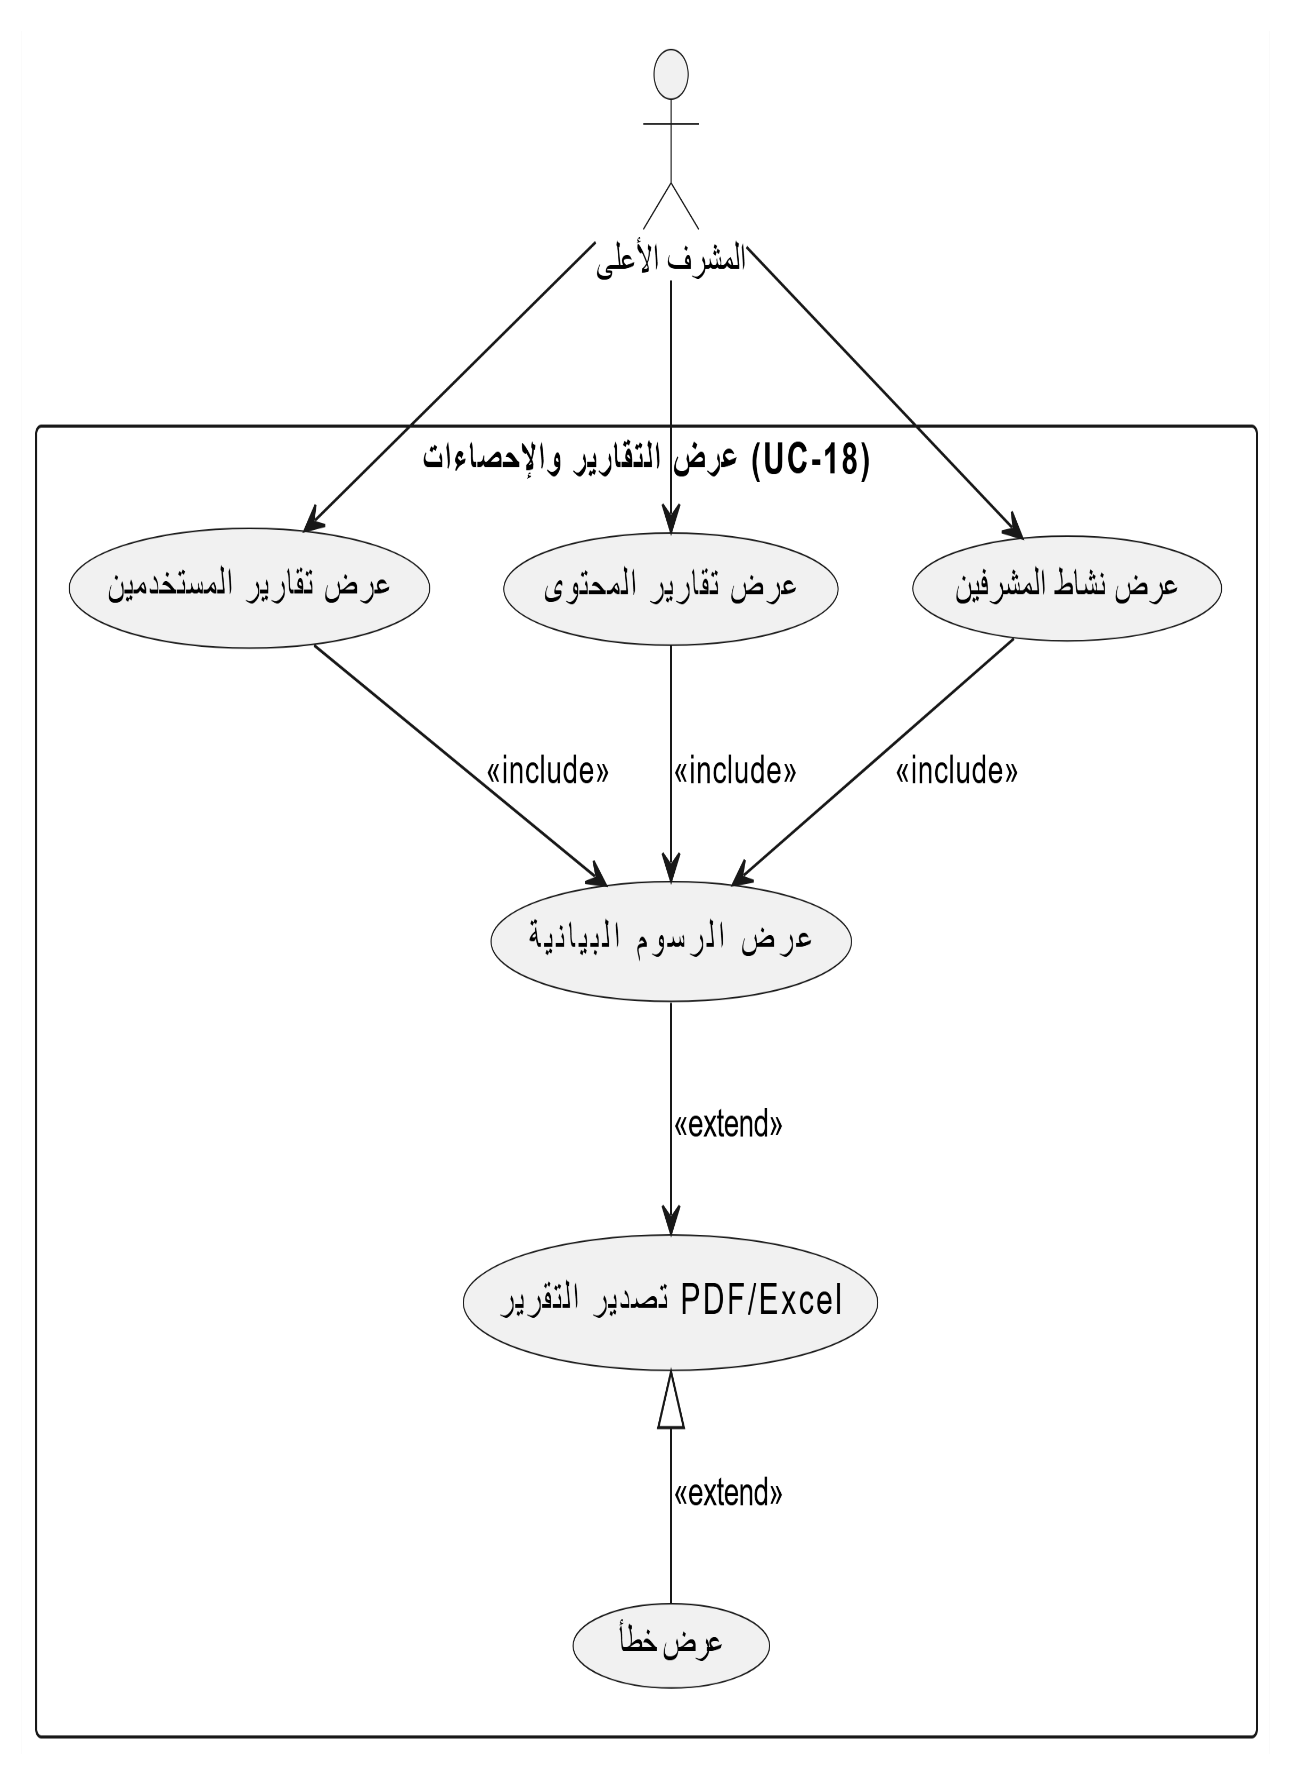 المشرف الأعلى
عرض التقارير والإحصاءات (UC-18)
عرض تقارير المستخدمين
عرض تقارير المحتوى
عرض نشاط المشرفين
«include»
«include»
«include»
عرض الرسوم البيانية
«extend»
تصدير التقرير PDF/Excel
«extend»
عرض خطأ